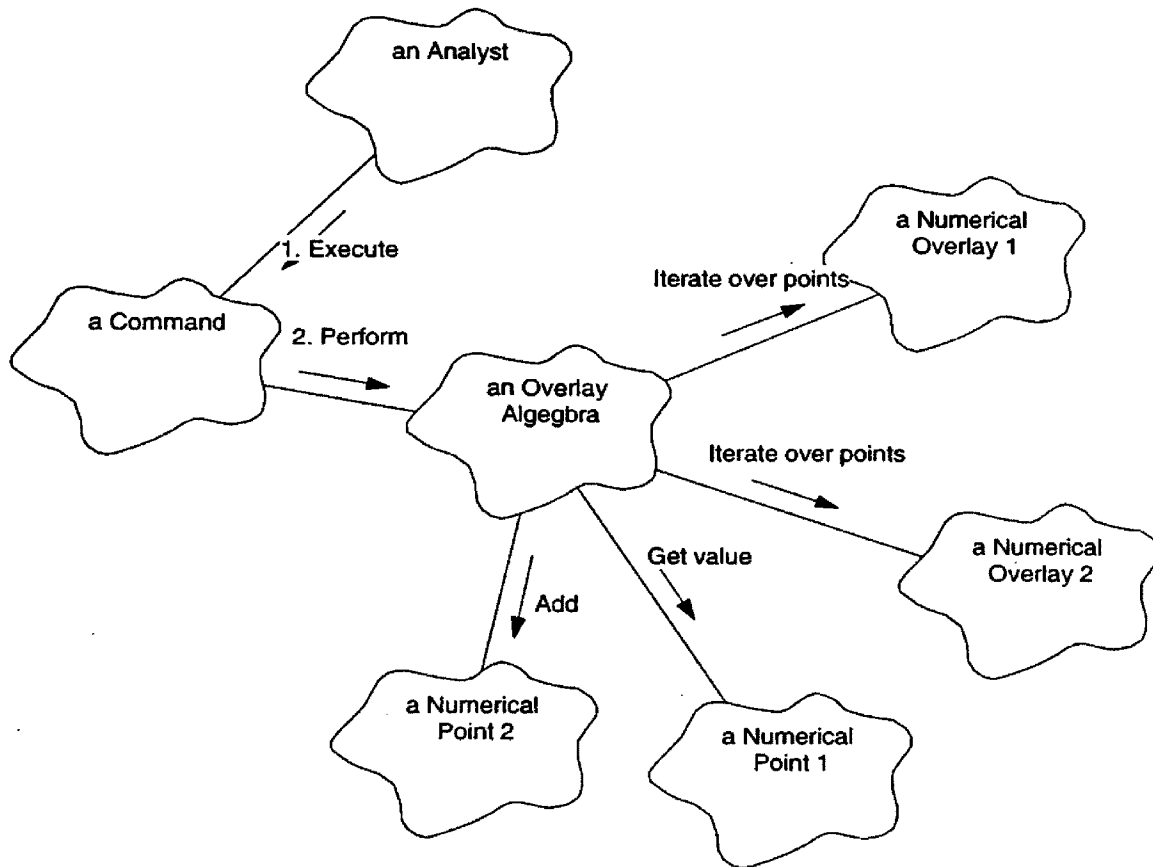 an Analyst
a Numerical
Overlay 1
1. Execute
Iterate over points
a Command
2. Perform
an Overlay
Algegbra
Iterate over points
a Numerical
Overlay 2
Get value
Add
a Numerical
Point 2
a Numerical
Point 1